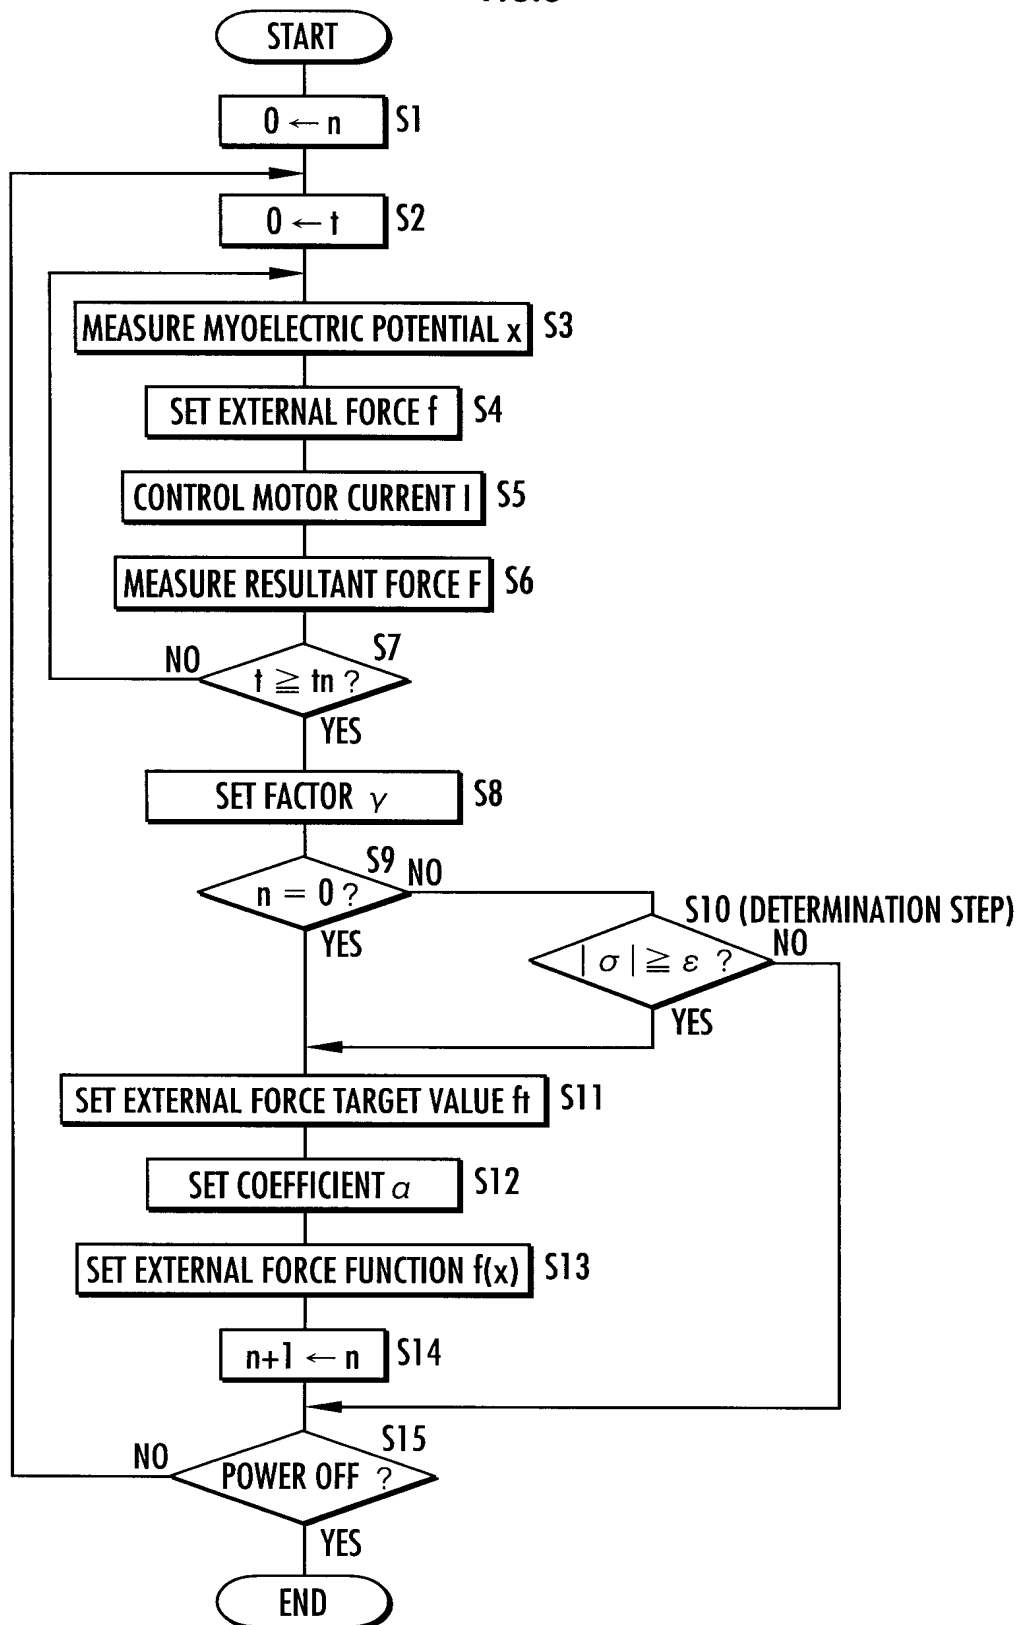 START
0 ← n S1
0 ← t S2
MEASURE MYOELECTRIC POTENTIAL x S3
SET EXTERNAL FORCE f S4
CONTROL MOTOR CURRENT I S5
MEASURE RESULTANT FORCE F S6
S7
NO
t ≧ tn ?
YES
SET FACTOR γ S8
S9
NO
n = 0 ?
YES
S10 (DETERMINATION STEP)
NO
| σ | ≧ ε ?
YES
SET EXTERNAL FORCE TARGET VALUE ft S11
SET COEFFICIENT α S12
SET EXTERNAL FORCE FUNCTION f(x) S13
n+1 ← n S14
S15
NO
POWER OFF ?
YES
END